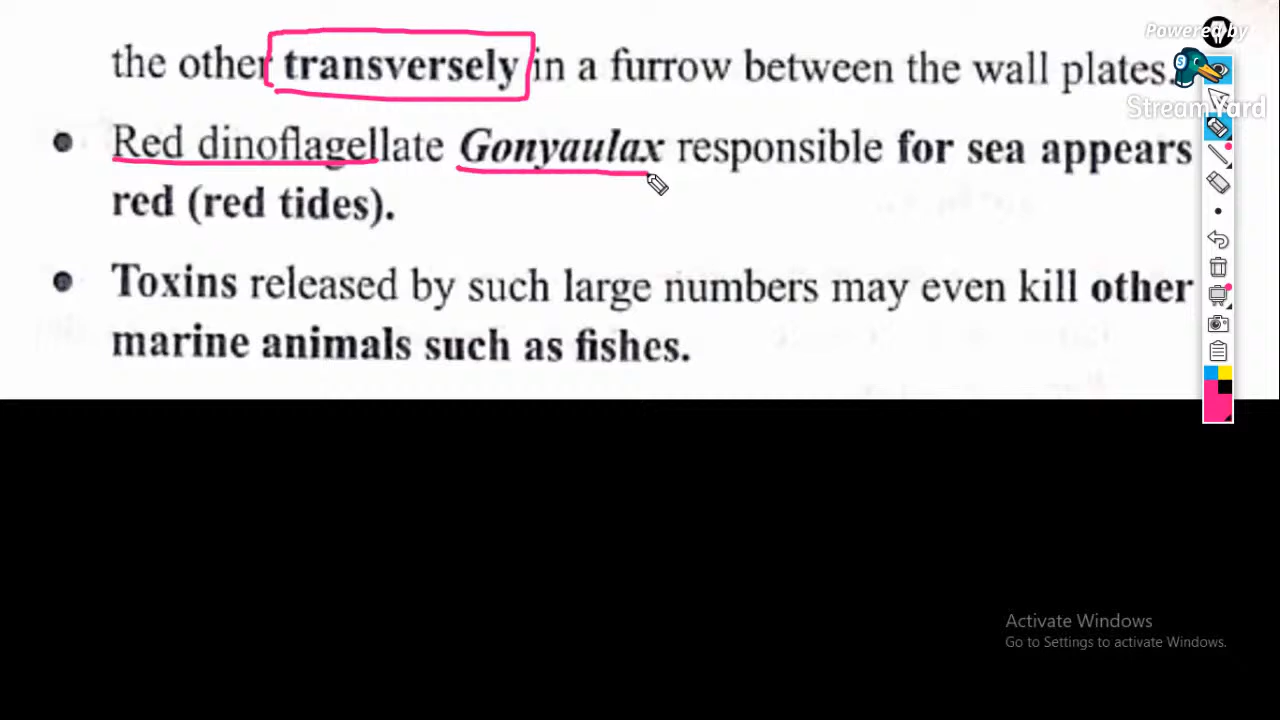 Powered by
StreamYard
the other transversely in a furrow between the wall plates.
Red dinoflagellate Gonyaulax responsible for sea appears
red (red tides).
Toxins released by such large numbers may even kill other
marine animals such as fishes.
Activate Windows
Go to Settings to activate Windows.